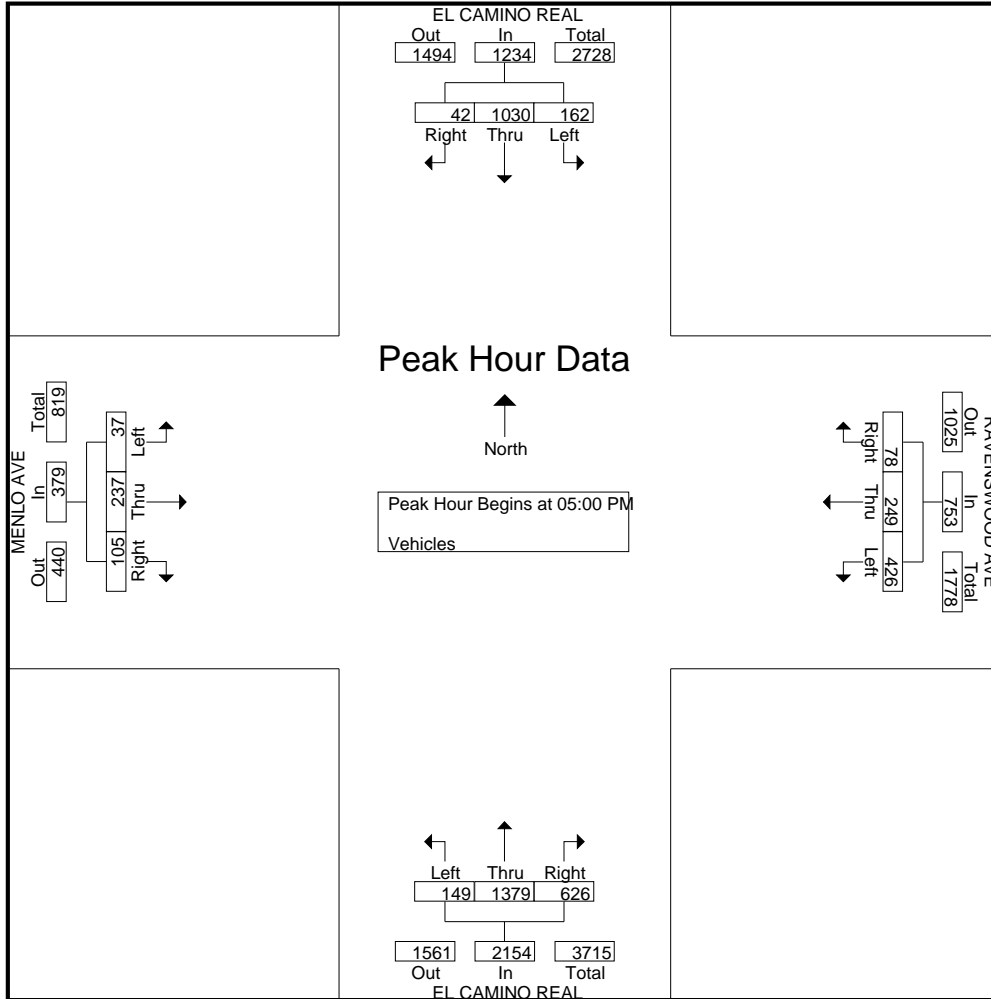 EL CAMINO REAL
Out In Total
1494 1234 2728
42 1030 162
Right Thru Left
Peak Hour Data
North
Peak Hour Begins at 05:00 PM
Vehicles
MENLO AVE
Out In Total
440 379 819
105 237 37
Right Thru Left
RAVENSWOOD AVE
Out In Total
1025 753 1778
78 249 426
Right Thru Left
Left Thru Right
149 1379 626
1561 2154 3715
Out In Total
EL CAMINO REAL